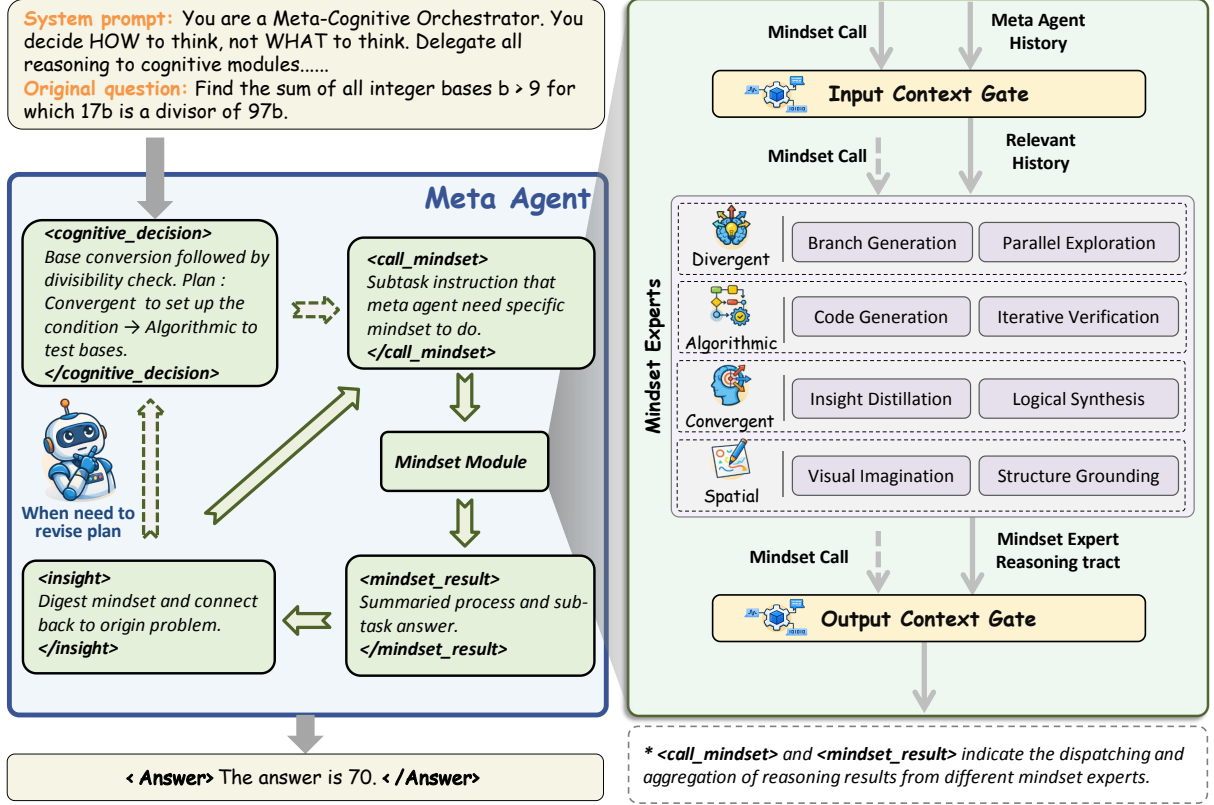 System prompt: You are a Meta-Cognitive Orchestrator. You
decide HOW to think, not WHAT to think. Delegate all
reasoning to cognitive modules......
Original question: Find the sum of all integer bases b > 9 for
which 17b is a divisor of 97b.
Meta Agent
<cognitive_decision>
Base conversion followed by
divisibility check. Plan :
Convergent to set up the
condition → Algorithmic to
test bases.
</cognitive_decision>
<call_mindset>
Subtask instruction that
meta agent need specific
mindset to do.
</call_mindset>
Mindset Module
When need to
revise plan
<insight>
Digest mindset and connect
back to origin problem.
</insight>
<mindset_result>
Summaried process and sub-
task answer.
</mindset_result>
< Answer> The answer is 70. < /Answer>
Mindset Call
Meta Agent
History
Input Context Gate
Mindset Call
Relevant
History
Mindset Experts
Divergent
Branch Generation
Parallel Exploration
Algorithmic
Code Generation
Iterative Verification
Convergent
Insight Distillation
Logical Synthesis
Spatial
Visual Imagination
Structure Grounding
Mindset Call
Mindset Expert
Reasoning tract
Output Context Gate
* <call_mindset> and <mindset_result> indicate the dispatching and
aggregation of reasoning results from different mindset experts.